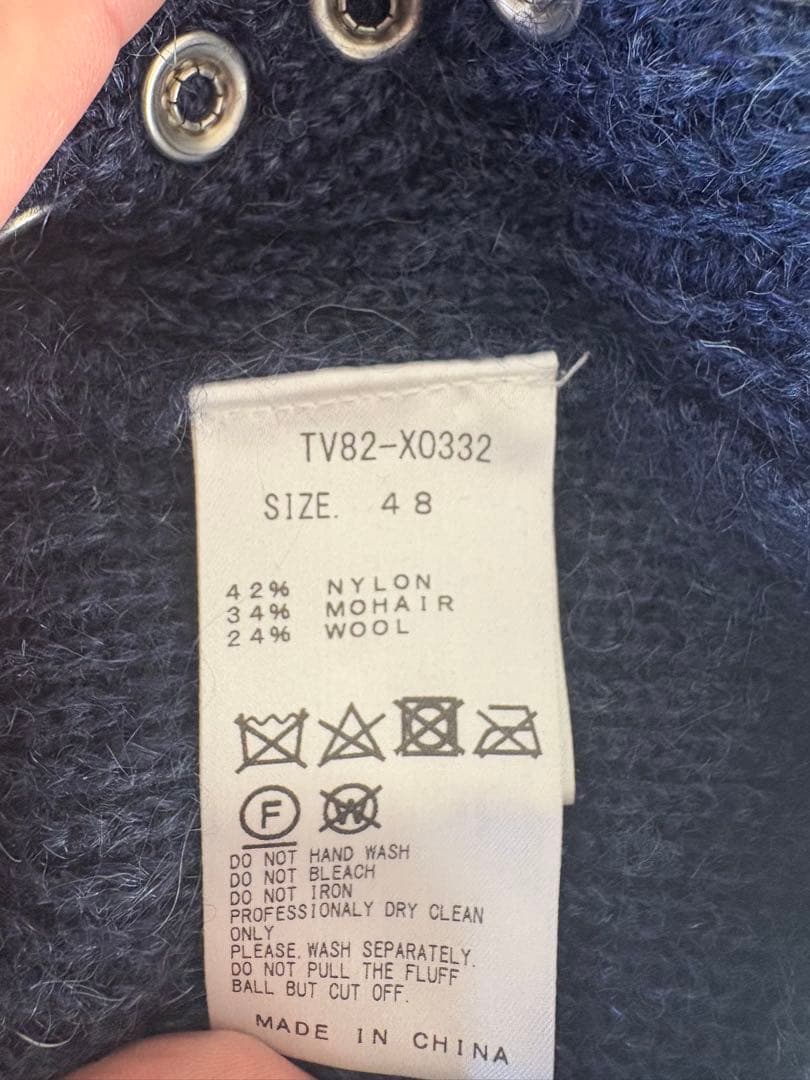 TV82-X0332
SIZE. 48
42% NYLON
34% MOHAIR
24% WOOL
F W
DO NOT HAND WASH
DO NOT BLEACH
DO NOT IRON
PROFESSIONALY DRY CLEAN
ONLY
PLEASE. WASH SEPARATELY.
DO NOT PULL THE FLUFF
BALL BUT CUT OFF.
MADE IN CHINA